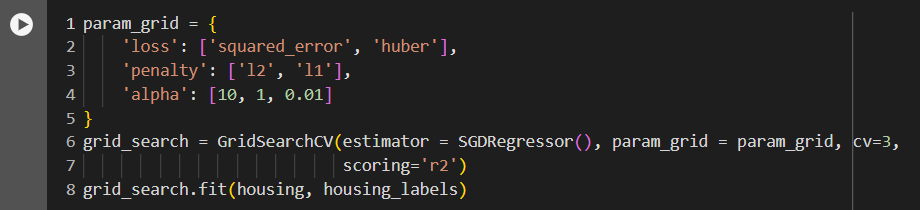 1 param_grid = {
2     'loss': ['squared_error', 'huber'],
3     'penalty': ['l2', 'l1'],
4     'alpha': [10, 1, 0.01]
5 }
6 grid_search = GridSearchCV(estimator = SGDRegressor(), param_grid = param_grid, cv=3,
7                           scoring='r2')
8 grid_search.fit(housing, housing_labels)